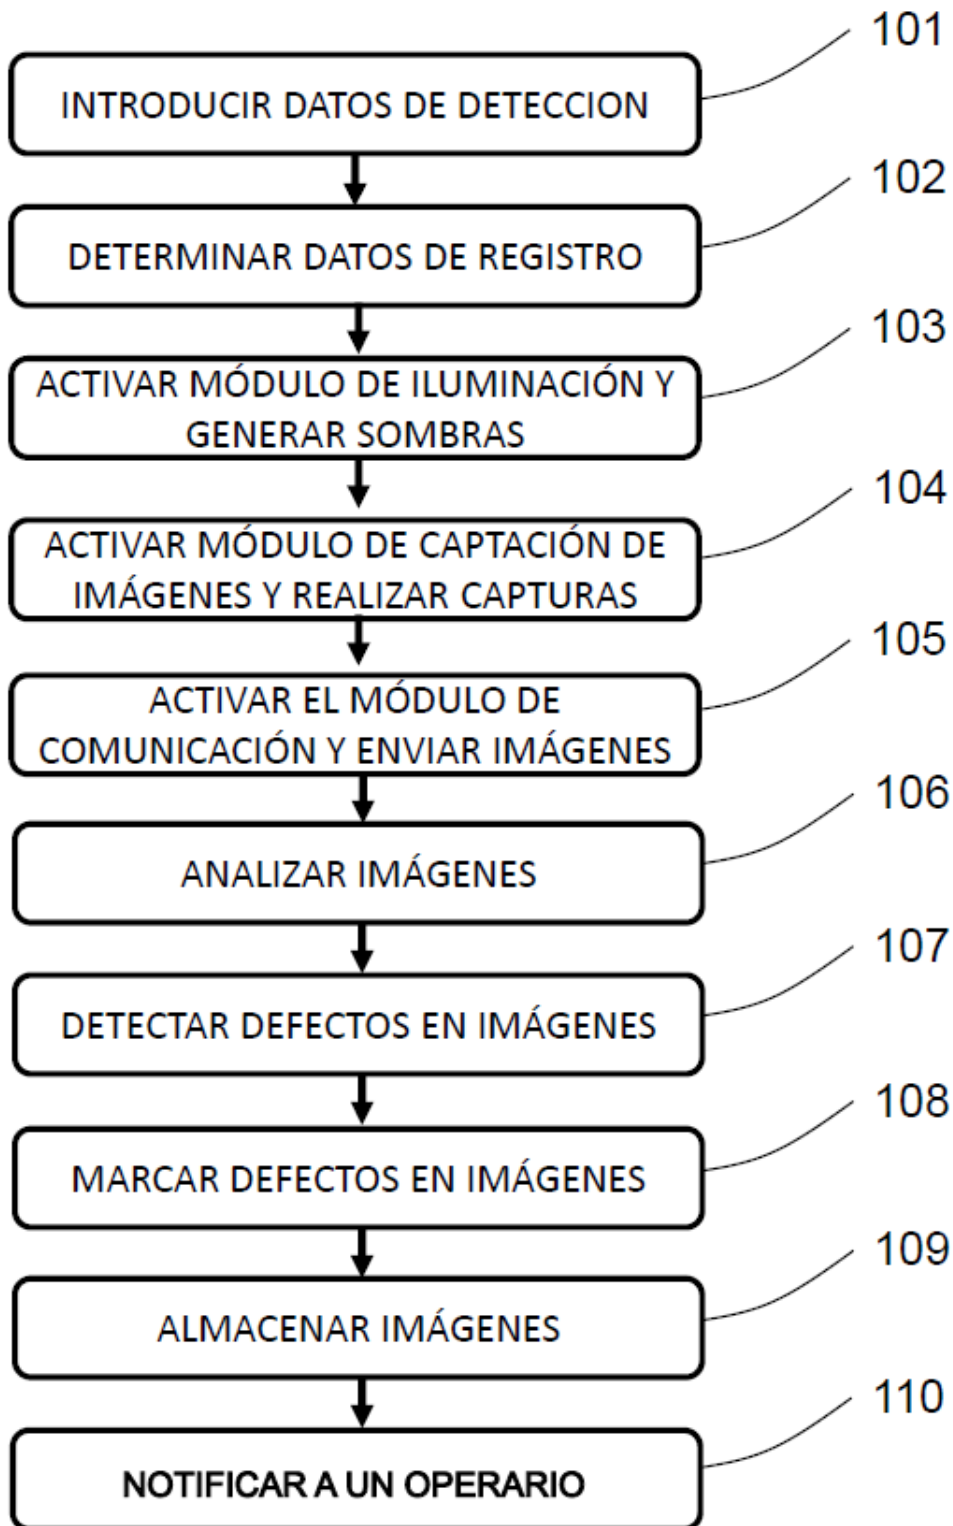 101
INTRODUCIR DATOS DE DETECCION
102
DETERMINAR DATOS DE REGISTRO
103
ACTIVAR MÓDULO DE ILUMINACIÓN Y
GENERAR SOMBRAS
104
ACTIVAR MÓDULO DE CAPTACIÓN DE
IMÁGENES Y REALIZAR CAPTURAS
105
ACTIVAR EL MÓDULO DE
COMUNICACIÓN Y ENVIAR IMÁGENES
106
ANALIZAR IMÁGENES
107
DETECTAR DEFECTOS EN IMÁGENES
108
MARCAR DEFECTOS EN IMÁGENES
109
ALMACENAR IMÁGENES
110
NOTIFICAR A UN OPERARIO